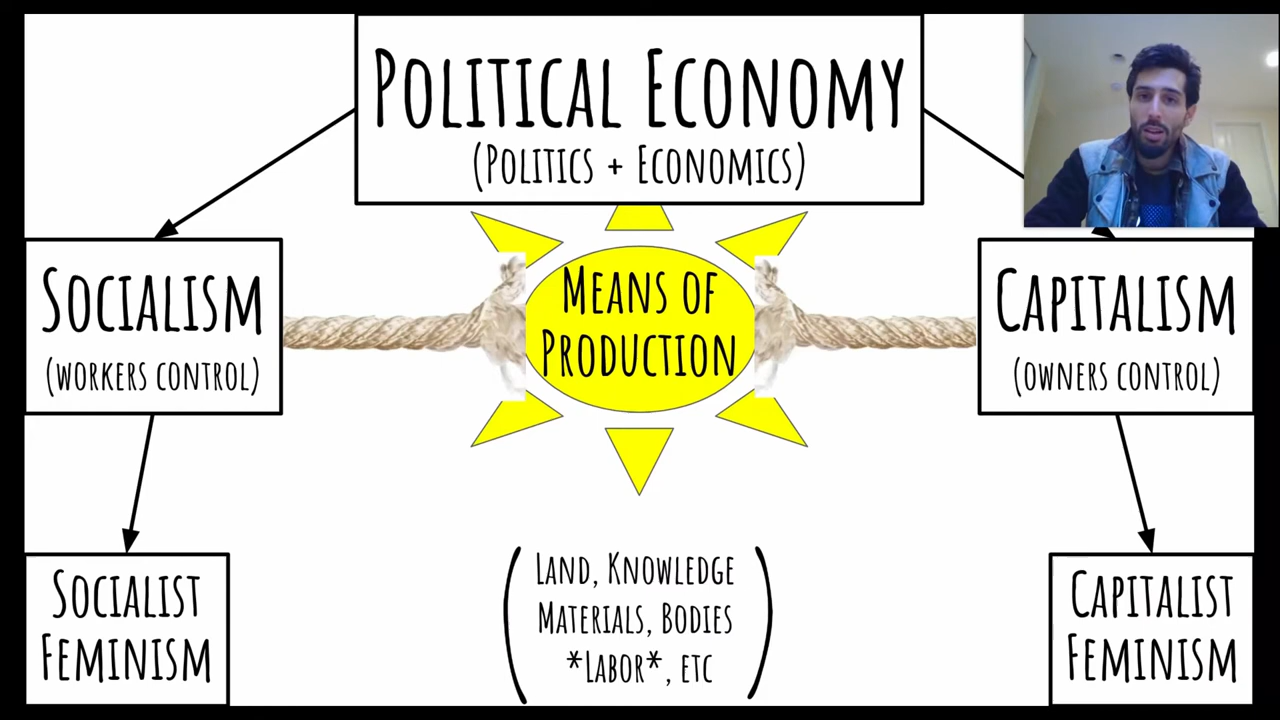 POLITICAL ECONOMY
(POLITICS + ECONOMICS)
SOCIALISM
(WORKERS CONTROL)
MEANS OF
PRODUCTION
CAPITALISM
(OWNERS CONTROL)
SOCIALIST
FEMINISM
LAND, KNOWLEDGE
MATERIALS, BODIES
*LABOR*, ETC
CAPITALIST
FEMINISM